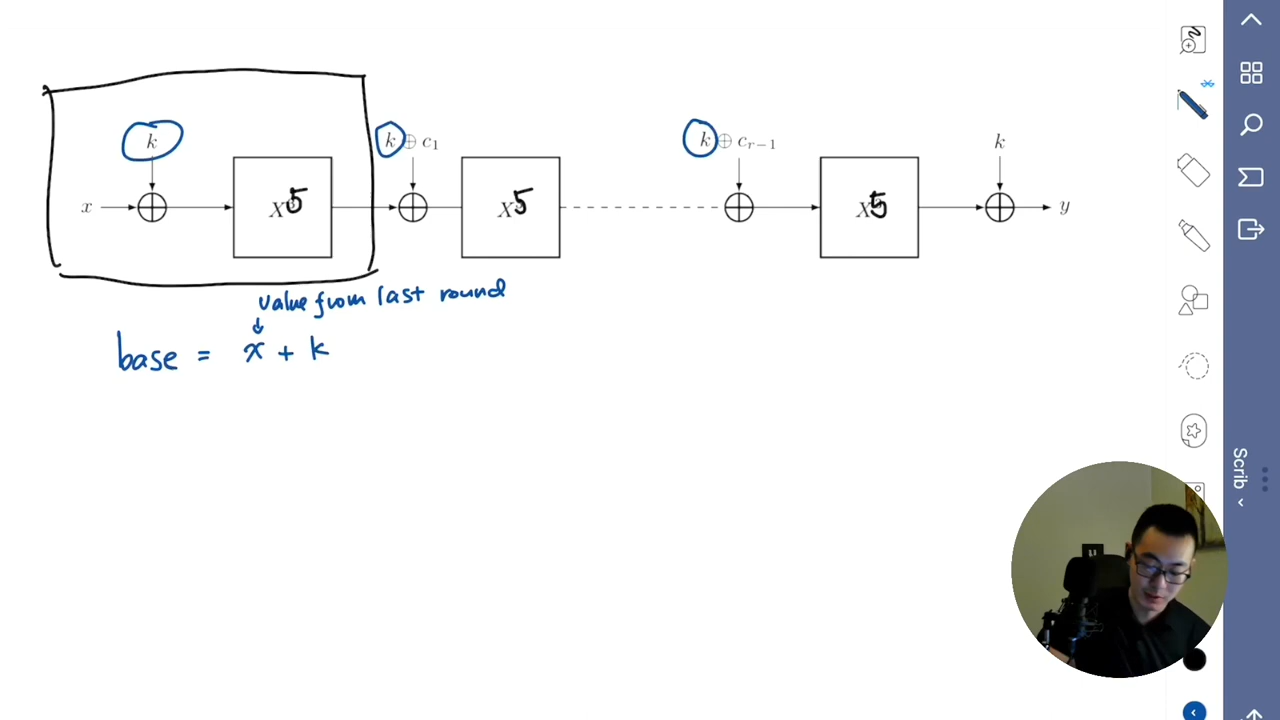 k k ⊕ c₁ k ⊕ cᵣ₋₁ k
x X⁵ X⁵ X⁵ y
value from last round
base = x + k
Scrib